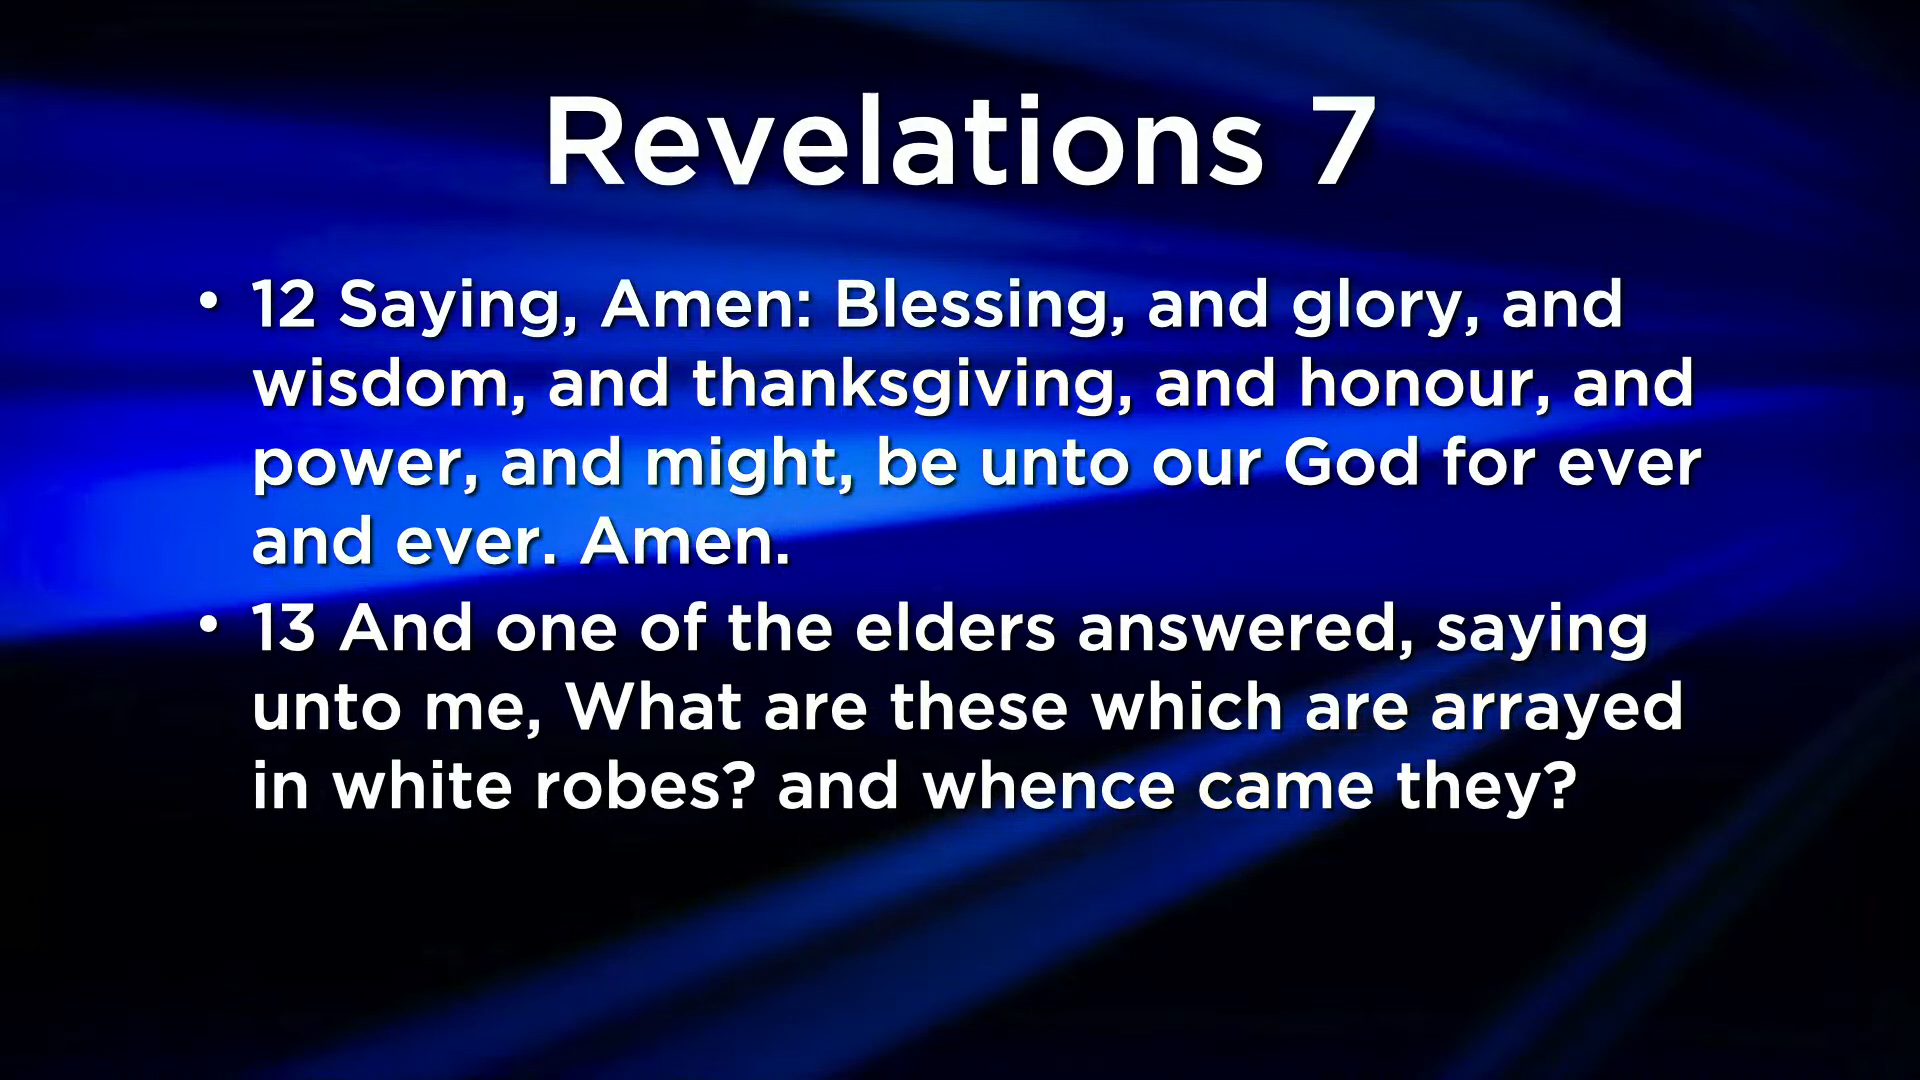 Revelations 7
• 12 Saying, Amen: Blessing, and glory, and
wisdom, and thanksgiving, and honour, and
power, and might, be unto our God for ever
and ever. Amen.
• 13 And one of the elders answered, saying
unto me, What are these which are arrayed
in white robes? and whence came they?